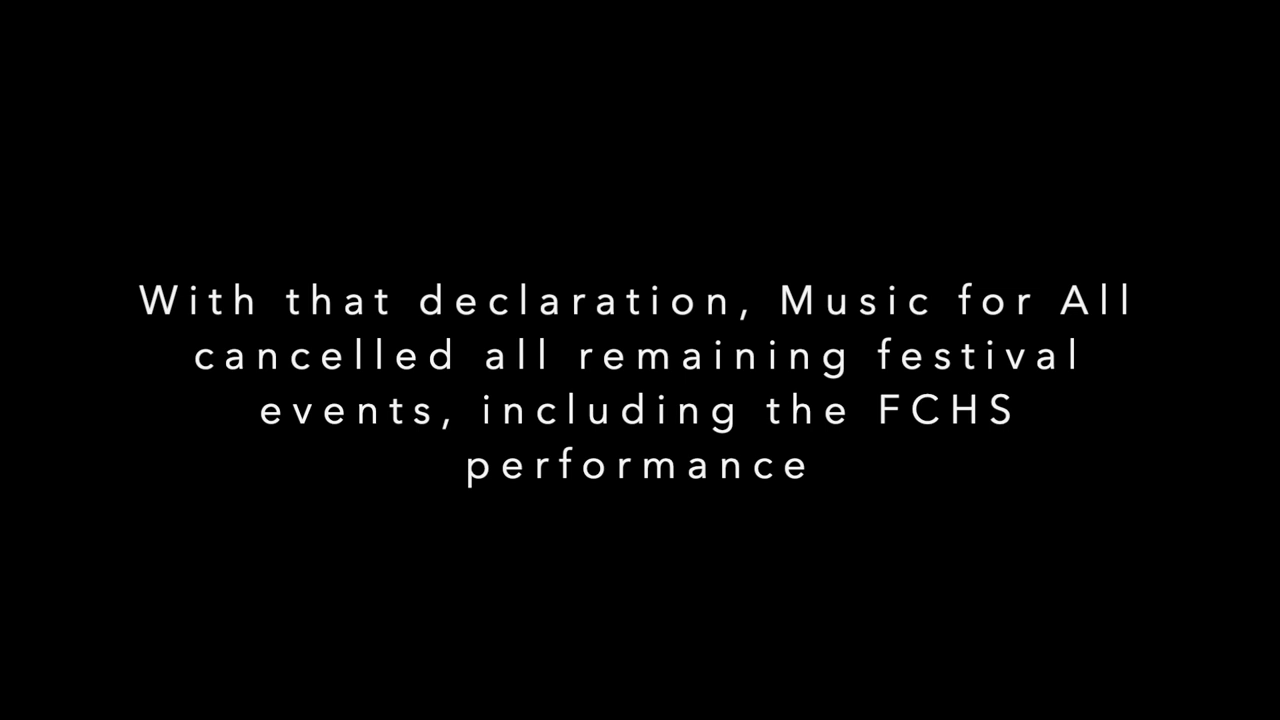 With that declaration, Music for All
cancelled all remaining festival
events, including the FCHS
performance